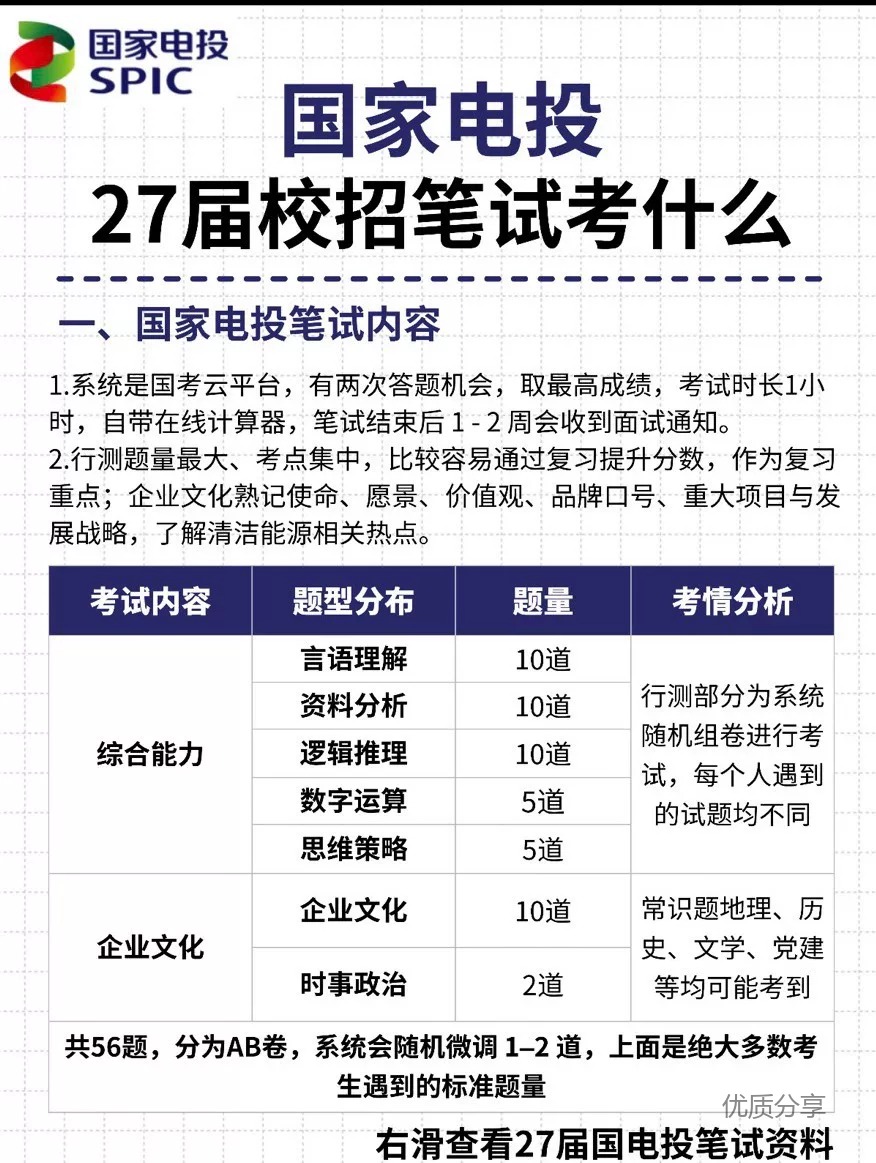 国家电投
SPIC
国家电投
27届校招笔试考什么
一、国家电投笔试内容
1.系统是国考云平台，有两次答题机会，取最高成绩，考试时长1小
时，自带在线计算器，笔试结束后 1 - 2 周会收到面试通知。
2.行测题量最大、考点集中，比较容易通过复习提升分数，作为复习
重点；企业文化熟记使命、愿景、价值观、品牌口号、重大项目与发
展战略，了解清洁能源相关热点。
考试内容 题型分布 题量 考情分析
综合能力
言语理解 10道
资料分析 10道
逻辑推理 10道
数字运算 5道
思维策略 5道
行测部分为系统
随机组卷进行考
试，每个人遇到
的试题均不同
企业文化
企业文化 10道
时事政治 2道
常识题地理、历
史、文学、党建
等均可能考到
共56题，分为AB卷，系统会随机微调 1–2 道，上面是绝大多数考
生遇到的标准题量
优质分享
右滑查看27届国电投笔试资料